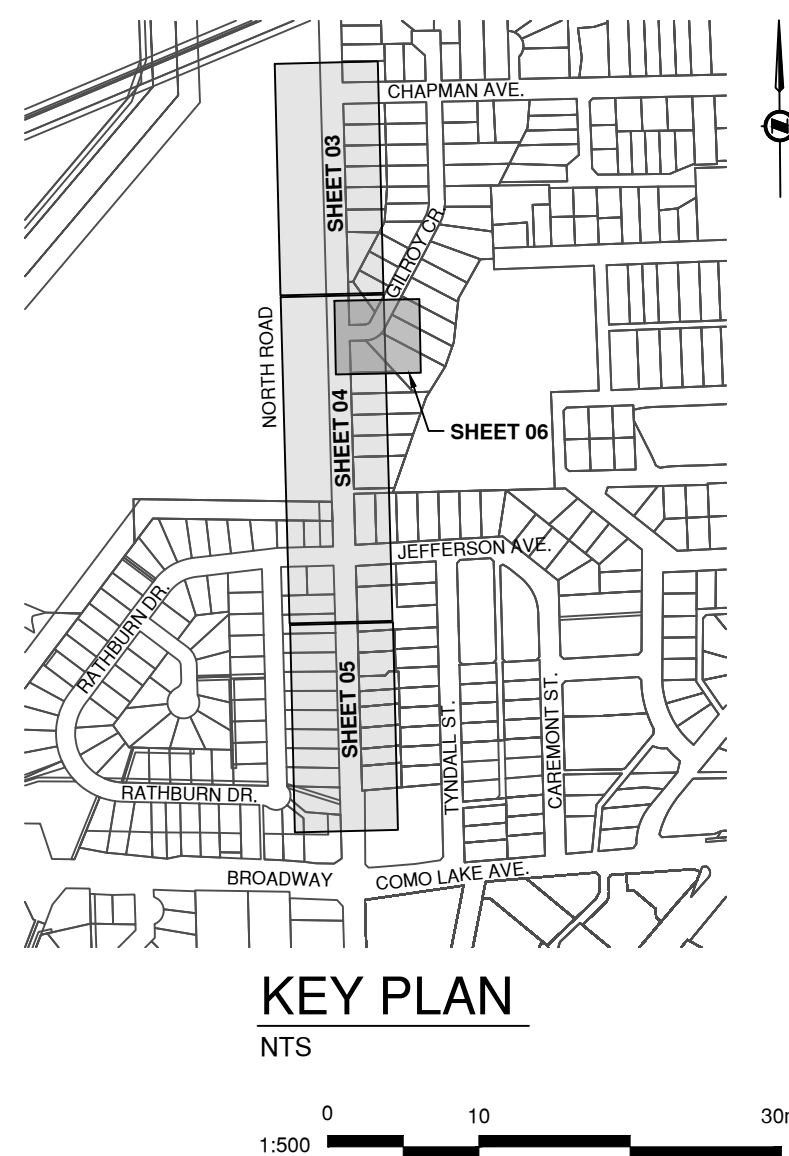 CHAPMAN AVE.
SHEET 03
GILROY CR.
NORTH ROAD
SHEET 04
SHEET 06
JEFFERSON AVE.
RATHBURN DR.
SHEET 05
TYNDALL ST.
CAREMONT ST.
RATHBURN DR.
BROADWAY
COMO LAKE AVE.
KEY PLAN
NTS
0 10 30
1:500